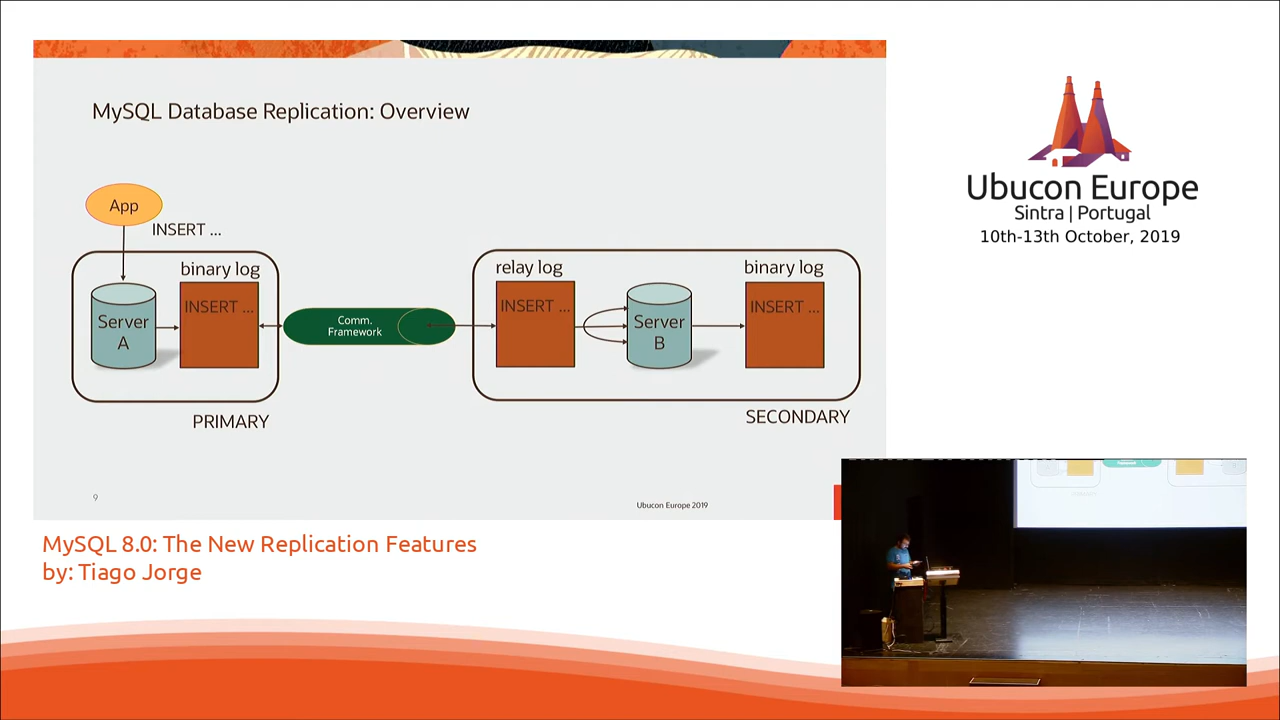 MySQL Database Replication: Overview
App
INSERT ...
binary log
INSERT ...
Server
A
PRIMARY
Comm.
Framework
relay log
INSERT ...
Server
B
binary log
INSERT ...
SECONDARY
9
Ubucon Europe 2019
Ubucon Europe
Sintra | Portugal
10th-13th October, 2019
MySQL 8.0: The New Replication Features
by: Tiago Jorge